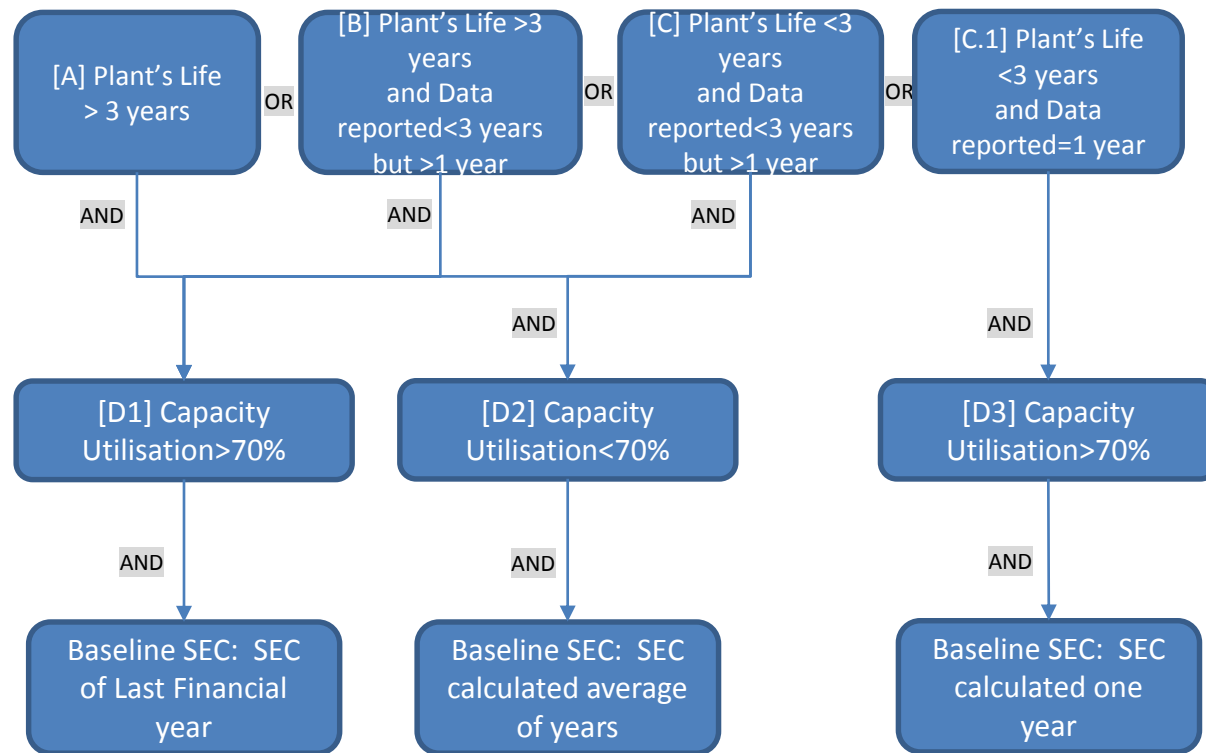 [A] Plant’s Life
> 3 years
OR
[B] Plant’s Life >3
years
and Data
reported<3 years
but >1 year
OR
[C] Plant’s Life <3
years
and Data
reported<3 years
but >1 year
OR
[C.1] Plant’s Life
<3 years
and Data
reported=1 year
AND
AND
AND
AND
AND
[D1] Capacity
Utilisation>70%
[D2] Capacity
Utilisation<70%
[D3] Capacity
Utilisation>70%
AND
AND
AND
Baseline SEC:  SEC
of Last Financial
year
Baseline SEC:  SEC
calculated average
of years
Baseline SEC:  SEC
calculated one
year